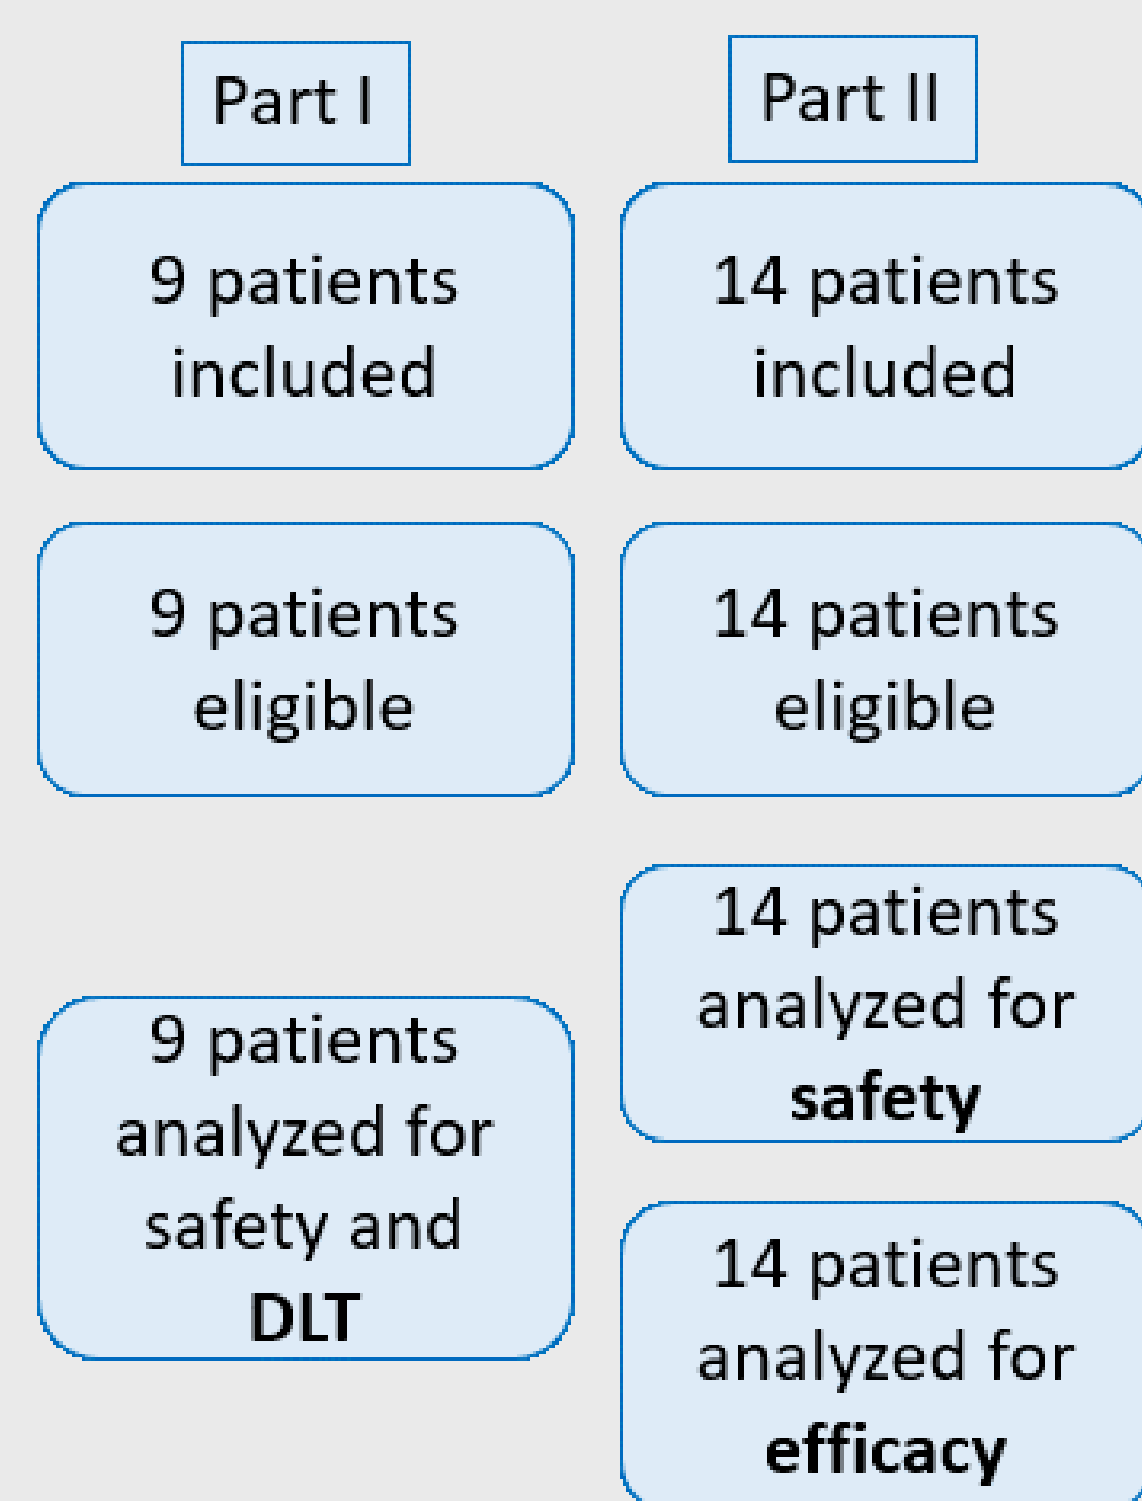 Part I
9 patients
included
9 patients
eligible
9 patients
analyzed for
safety and
DLT
Part II
14 patients
included
14 patients
eligible
14 patients
analyzed for
safety
14 patients
analyzed for
efficacy